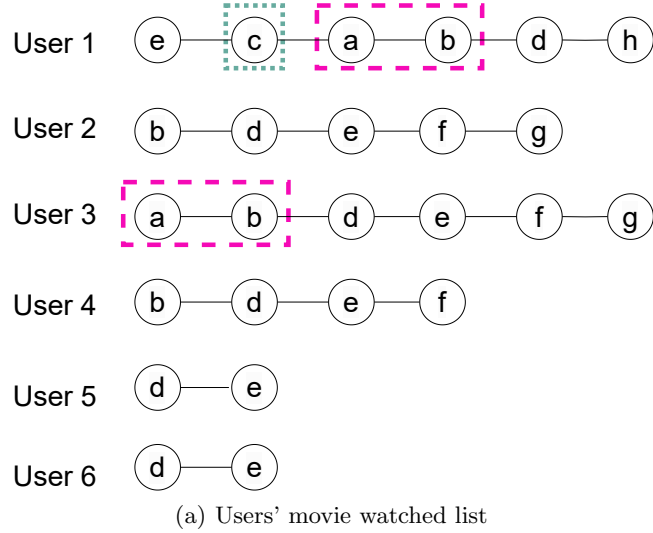 User 1 e c a b d h
User 2 b d e f g
User 3 a b d e f g
User 4 b d e f
User 5 d e
User 6 d e
(a) Users' movie watched list